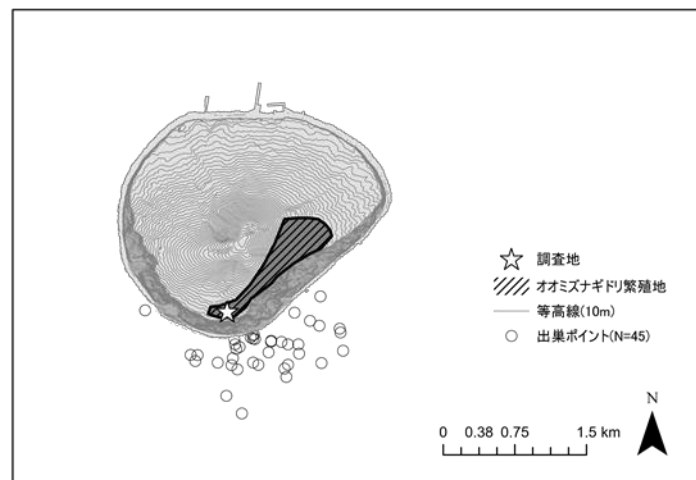 調査地
オオミズナギドリ繁殖地
等高線(10m)
出巣ポイント(N=45)
N
0 0.38 0.75 1.5 km